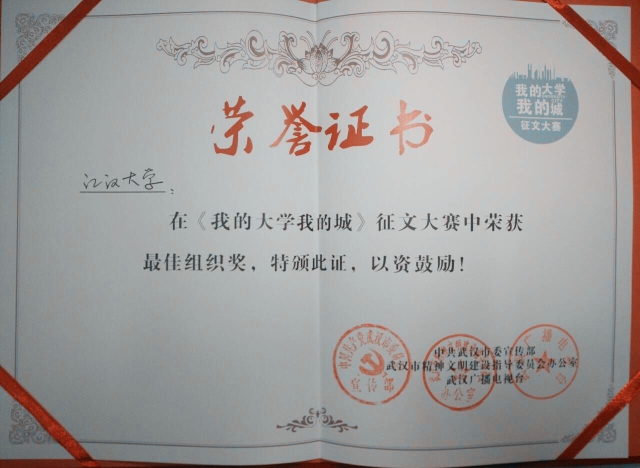 荣誉证书
我的大学
我的城
征文大赛
江汉大学：
在《我的大学我的城》征文大赛中荣获
最佳组织奖，特颁此证，以资鼓励！
中共武汉市委宣传部
武汉市精神文明建设指导委员会办公室
武汉广播电视台